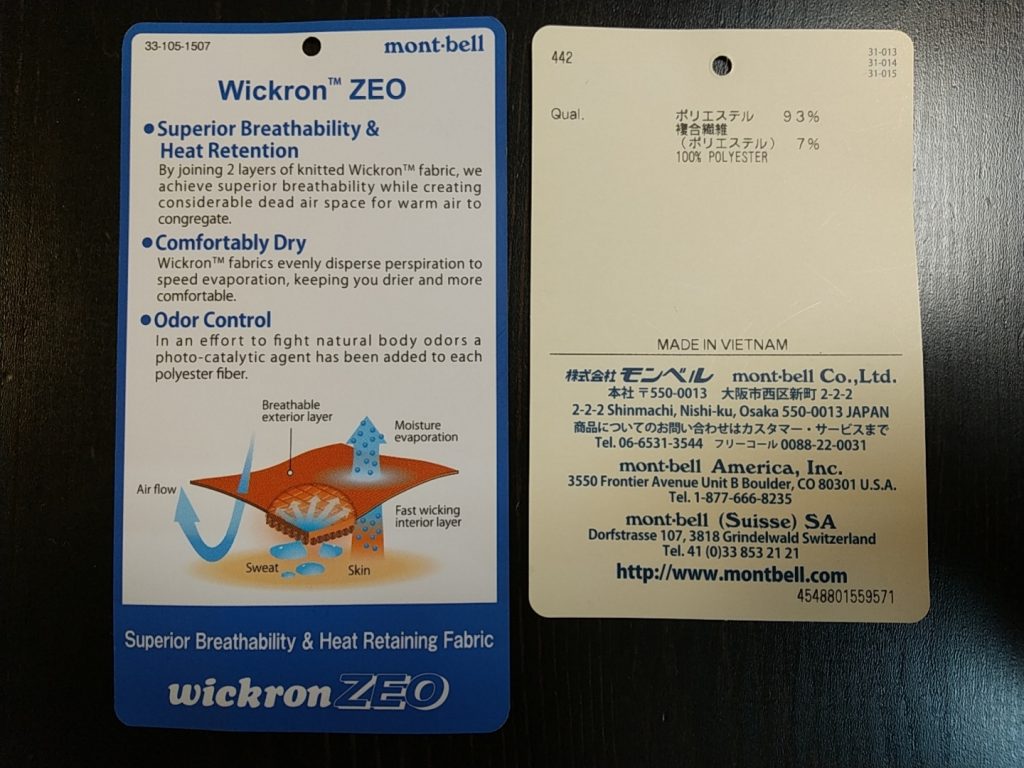 33-105-1507
mont·bell
Wickron™ ZEO
●Superior Breathability &
Heat Retention
By joining 2 layers of knitted Wickron™ fabric, we
achieve superior breathability while creating
considerable dead air space for warm air to
congregate.
●Comfortably Dry
Wickron™ fabrics evenly disperse perspiration to
speed evaporation, keeping you drier and more
comfortable.
●Odor Control
In an effort to fight natural body odors a
photo-catalytic agent has been added to each
polyester fiber.
Breathable
exterior layer
Moisture
evaporation
Air flow
Fast wicking
interior layer
Sweat
Skin
Superior Breathability & Heat Retaining Fabric
wickron ZEO
442
31-013
31-014
31-015
Qual. ポリエステル 93%
複合繊維
(ポリエステル) 7%
100% POLYESTER
MADE IN VIETNAM
株式会社 モンベル mont·bell Co.,Ltd.
本社 〒550-0013 大阪市西区新町 2-2-2
2-2-2 Shinmachi, Nishi-ku, Osaka 550-0013 JAPAN
商品についてのお問い合わせはカスタマー・サービスまで
Tel. 06-6531-3544 フリーコール 0088-22-0031
mont·bell America, Inc.
3550 Frontier Avenue Unit B Boulder, CO 80301 U.S.A.
Tel. 1-877-666-8235
mont·bell (Suisse) SA
Dorfstrasse 107, 3818 Grindelwald Switzerland
Tel. 41 (0)33 853 21 21
http://www.montbell.com
4548801559571